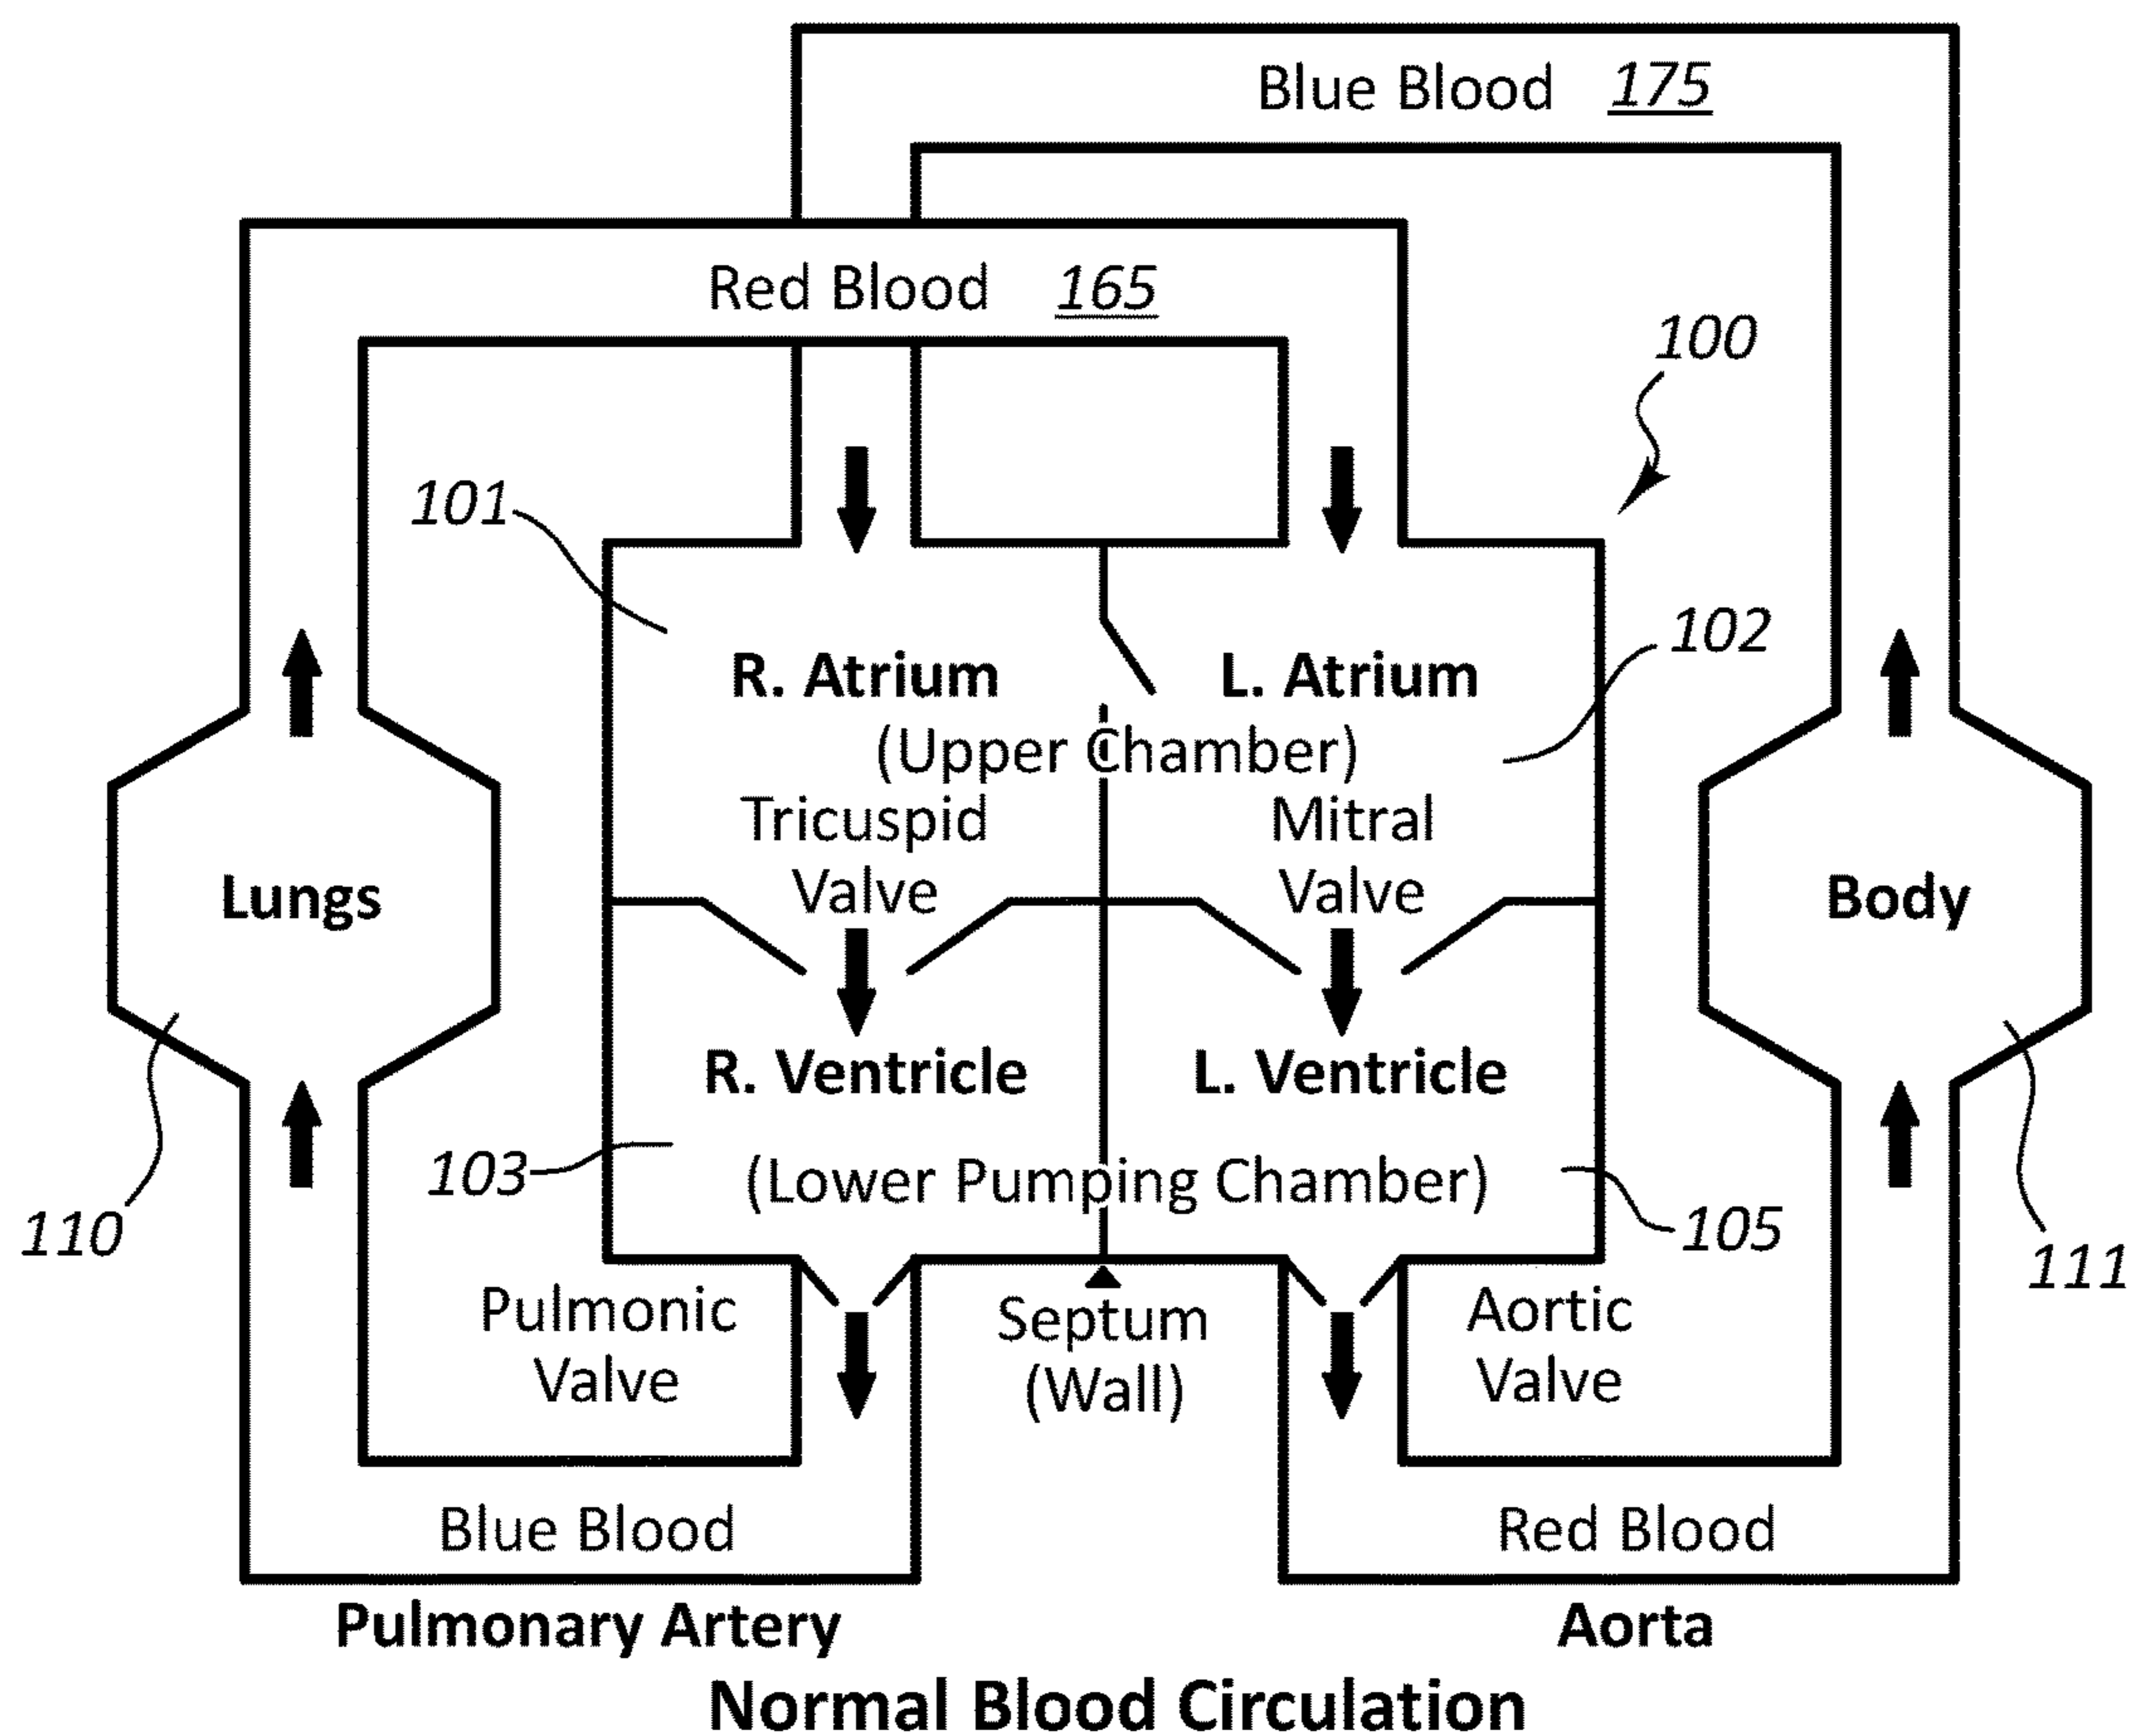 Blue Blood 175
Red Blood 165
100
101
102
R. Atrium
L. Atrium
(Upper Chamber)
Tricuspid
Valve
Mitral
Valve
Lungs
Body
R. Ventricle
L. Ventricle
103
(Lower Pumping Chamber)
105
110
111
Pulmonic
Valve
Septum
(Wall)
Aortic
Valve
Blue Blood
Red Blood
Pulmonary Artery
Aorta
Normal Blood Circulation